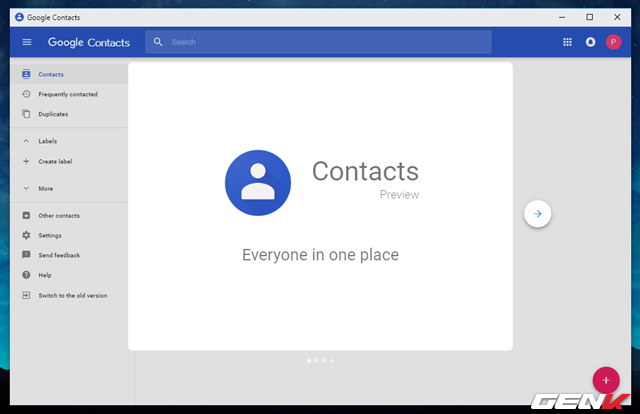 Google Contacts
Google Contacts
Search
P
Contacts
Frequently contacted
Duplicates
Labels
Create label
More
Other contacts
Settings
Send feedback
Help
Switch to the old version
Contacts
Preview
Everyone in one place
GENK